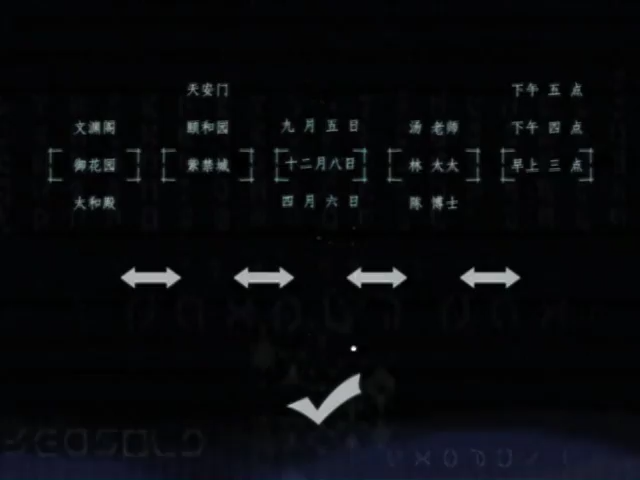 天安门 下午 五 点
文渊阁 颐和园 九 月 五 日 汤 老师 下午 四 点
御花园 紫禁城 十二月八日 林 太太 早上 三 点
太和殿 四 月 六 日 陈 博士